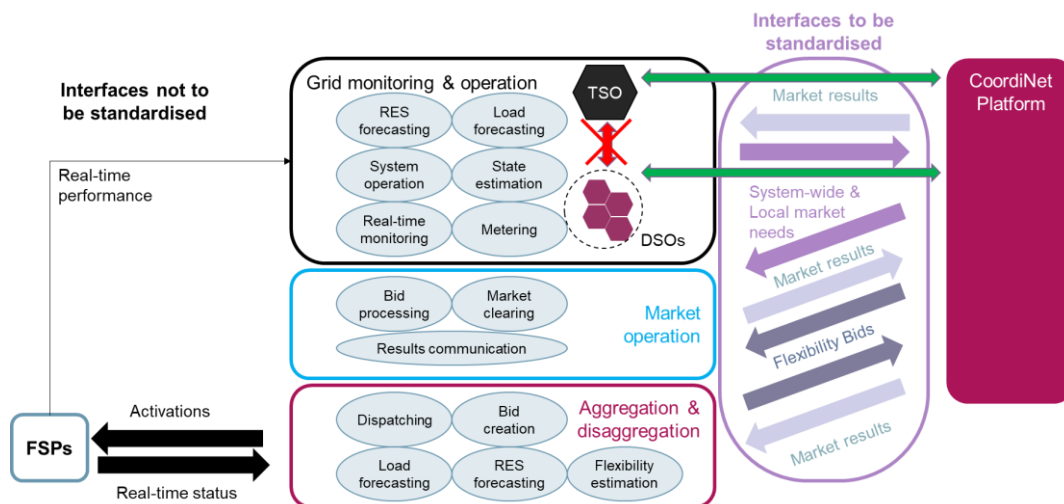 Interfaces to be
standardised
Interfaces not to
be standardised
Real-time
performance
Grid monitoring & operation
TSO
RES
forecasting
Load
forecasting
System
operation
State
estimation
Real-time
monitoring
Metering
DSOs
Bid
processing
Market
clearing
Results communication
Market
operation
Dispatching
Bid
creation
Aggregation &
disaggregation
Load
forecasting
RES
forecasting
Flexibility
estimation
FSPs
Activations
Real-time status
Market results
System-wide &
Local market
needs
Market results
Flexibility Bids
Market results
CoordiNet
Platform